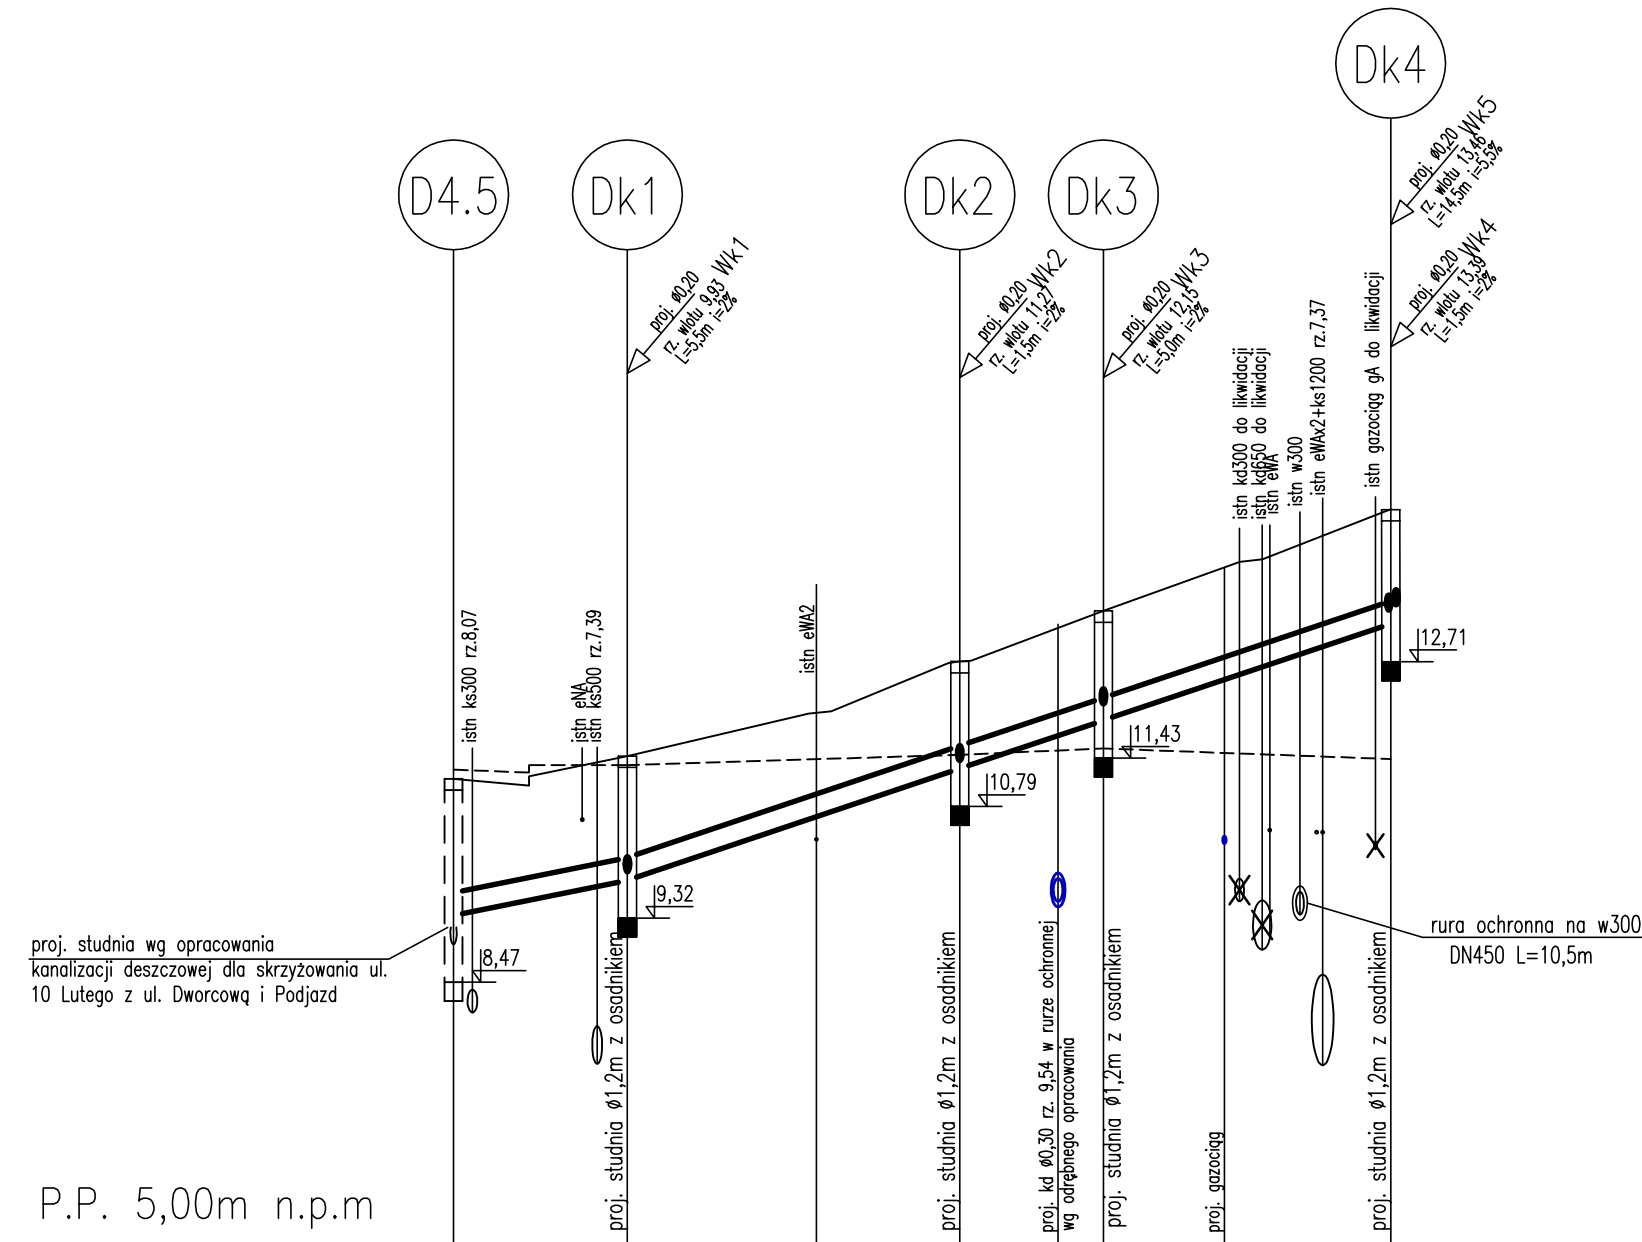 Dk4
D4.5
Dk1
Dk2
Dk3
proj. ø0,20 Wk5
rz. wlotu 13,46
L=14,5m i=5,5%
proj. ø0,20 Wk4
rz. wlotu 13,39
L=1,5m i=2%
proj. ø0,20 Wk1
rz. wlotu 9,93
L=5,5m i=2%
proj. ø0,20 Wk2
rz. wlotu 11,27
L=1,5m i=2%
proj. ø0,20 Wk3
rz. wlotu 12,15
L=5,0m i=2%
istn ks300 rz.8,07
istn eNA
istn ks500 rz.7,39
istn eWA2
istn kd300 do likwidacji
istn kd650 do likwidacji
istn eWA
istn w300
istn eWAx2+ks1200 rz.7,37
istn gazociąg gA do likwidacji
12,71
11,43
10,79
9,32
8,47
proj. studnia wg opracowania
kanalizacji deszczowej dla skrzyżowania ul.
10 Lutego z ul. Dworcową i Podjazd
rura ochronna na w300
DN450 L=10,5m
proj. studnia ø1,2m z osadnikiem
proj. studnia ø1,2m z osadnikiem
proj. kd ø0,30 rz. 9,54 w rurze ochronnej
wg odrębnego opracowania
proj. studnia ø1,2m z osadnikiem
proj. gazociąg
proj. studnia ø1,2m z osadnikiem
P.P. 5,00m n.p.m